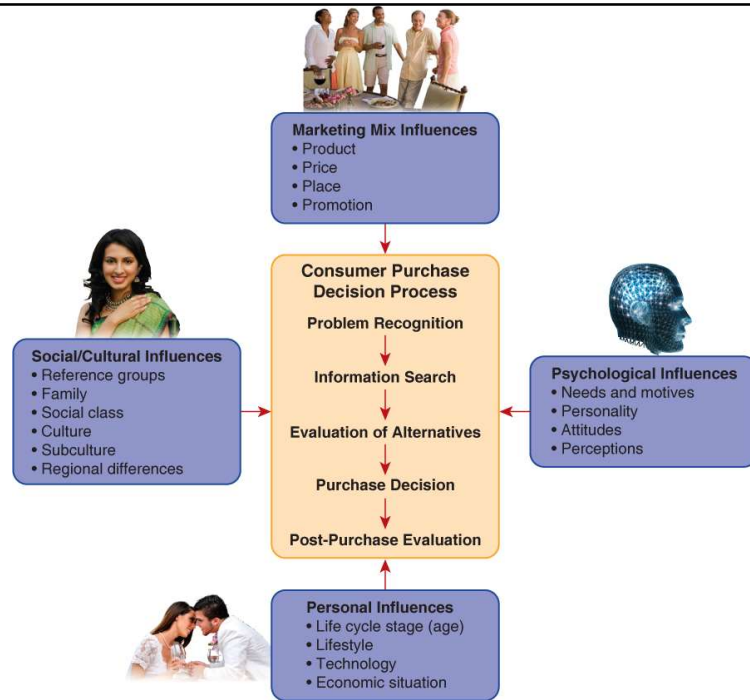 Marketing Mix Influences
• Product
• Price
• Place
• Promotion
Consumer Purchase
Decision Process
Problem Recognition
Information Search
Evaluation of Alternatives
Purchase Decision
Post-Purchase Evaluation
Social/Cultural Influences
• Reference groups
• Family
• Social class
• Culture
• Subculture
• Regional differences
Psychological Influences
• Needs and motives
• Personality
• Attitudes
• Perceptions
Personal Influences
• Life cycle stage (age)
• Lifestyle
• Technology
• Economic situation